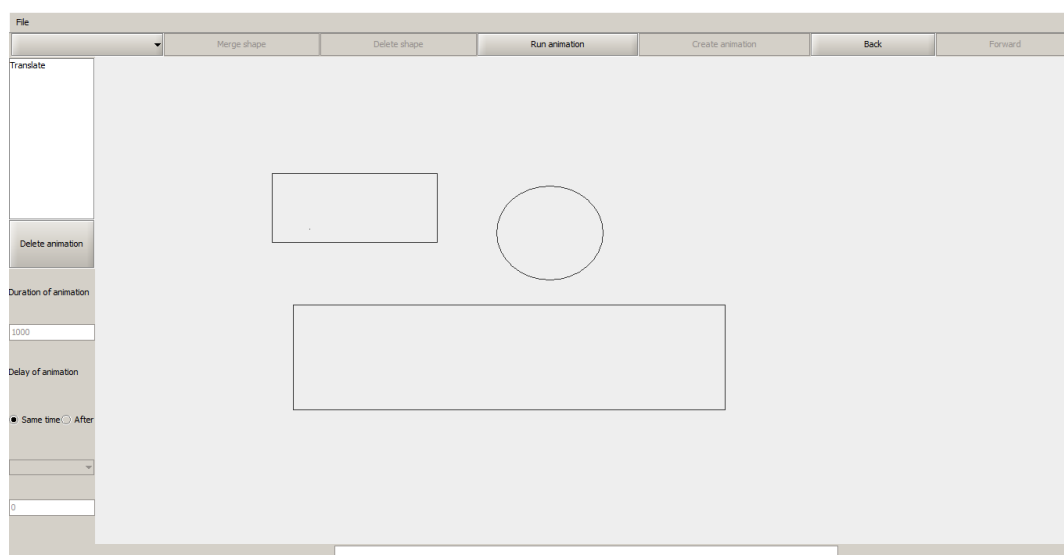 File
Merge shape Delete shape Run animation Create animation Back Forward
Translate
Delete animation
Duration of animation
1000
Delay of animation
Same time After
0